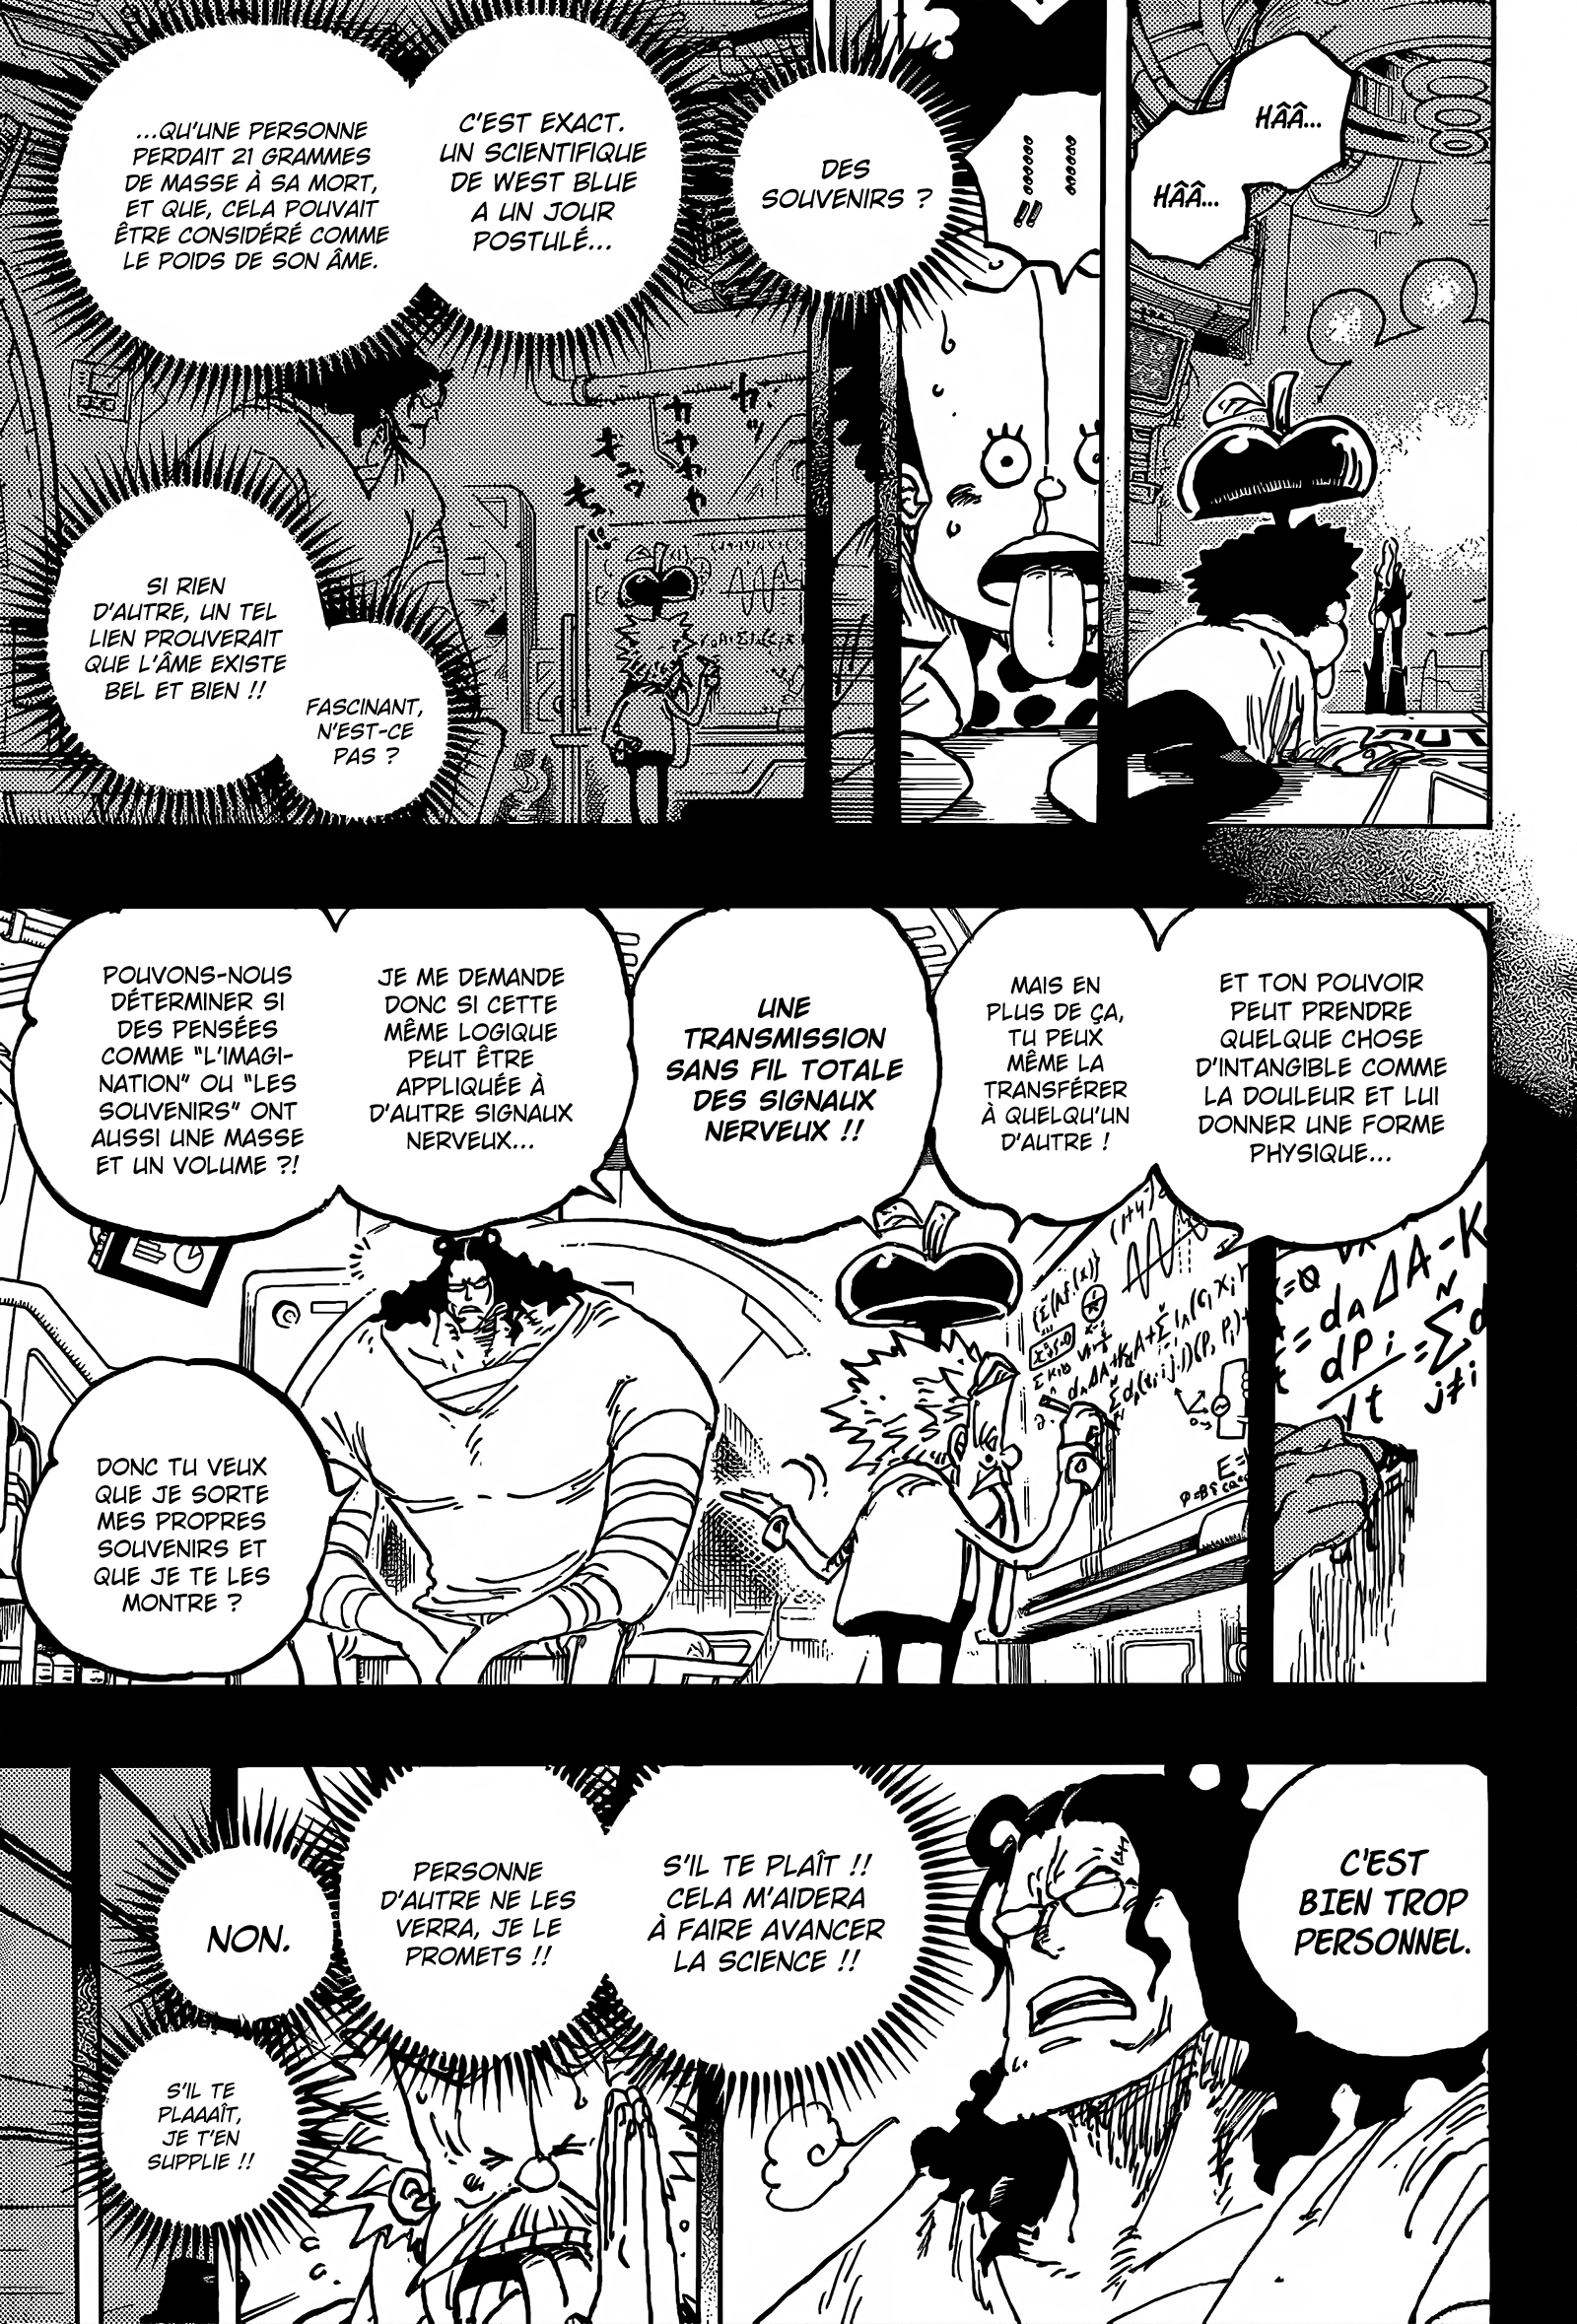 HÂÂ...
HÂÂ...
!!
DES
SOUVENIRS ?
C'EST EXACT.
UN SCIENTIFIQUE
DE WEST BLUE
A UN JOUR
POSTULÉ...
...QU'UNE PERSONNE
PERDAIT 21 GRAMMES
DE MASSE À SA MORT,
ET QUE, CELA POUVAIT
ÊTRE CONSIDÉRÉ COMME
LE POIDS DE SON ÂME.
SI RIEN
D'AUTRE, UN TEL
LIEN PROUVERAIT
QUE L'ÂME EXISTE
BEL ET BIEN !!
FASCINANT,
N'EST-CE
PAS ?
ET TON POUVOIR
PEUT PRENDRE
QUELQUE CHOSE
D'INTANGIBLE COMME
LA DOULEUR ET LUI
DONNER UNE FORME
PHYSIQUE...
MAIS EN
PLUS DE ÇA,
TU PEUX
MÊME LA
TRANSFÉRER
À QUELQU'UN
D'AUTRE !
UNE
TRANSMISSION
SANS FIL TOTALE
DES SIGNAUX
NERVEUX !!
JE ME DEMANDE
DONC SI CETTE
MÊME LOGIQUE
PEUT ÊTRE
APPLIQUÉE À
D'AUTRE SIGNAUX
NERVEUX...
POUVONS-NOUS
DÉTERMINER SI
DES PENSÉES
COMME "L'IMAGI-
NATION" OU "LES
SOUVENIRS" ONT
AUSSI UNE MASSE
ET UN VOLUME ?!
DONC TU VEUX
QUE JE SORTE
MES PROPRES
SOUVENIRS ET
QUE JE TE LES
MONTRE ?
C'EST
BIEN TROP
PERSONNEL.
S'IL TE PLAÎT !!
CELA M'AIDERA
À FAIRE AVANCER
LA SCIENCE !!
PERSONNE
D'AUTRE NE LES
VERRA, JE LE
PROMETS !!
NON.
S'IL TE
PLAAAÎT,
JE T'EN
SUPPLIE !!